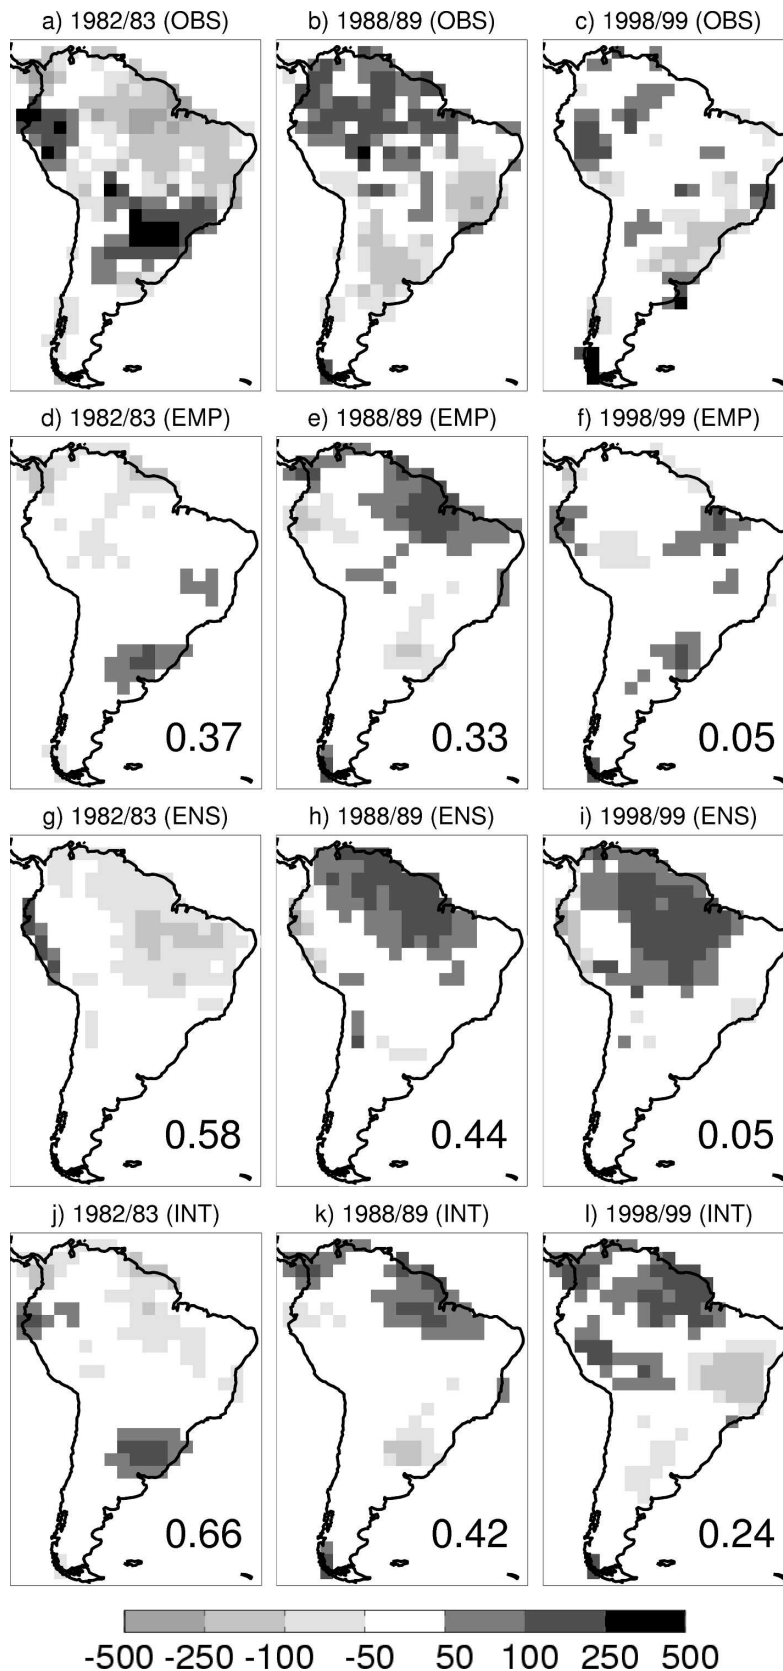 a) 1982/83 (OBS) b) 1988/89 (OBS) c) 1998/99 (OBS)
d) 1982/83 (EMP) e) 1988/89 (EMP) f) 1998/99 (EMP)
0.37 0.33 0.05
g) 1982/83 (ENS) h) 1988/89 (ENS) i) 1998/99 (ENS)
0.58 0.44 0.05
j) 1982/83 (INT) k) 1988/89 (INT) l) 1998/99 (INT)
0.66 0.42 0.24
-500 -250 -100 -50 50 100 250 500